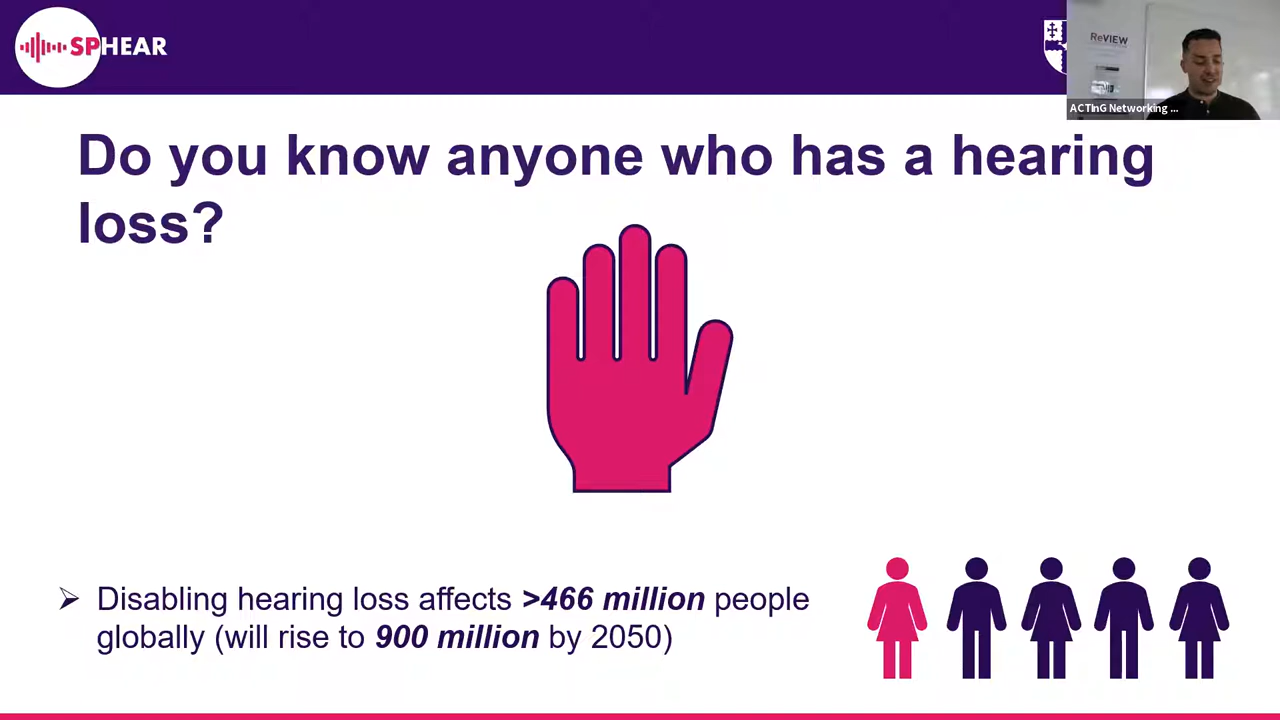 SPHEAR
ReVIEW
ACTInG Networking ...
Do you know anyone who has a hearing
loss?
➢ Disabling hearing loss affects >466 million people
globally (will rise to 900 million by 2050)